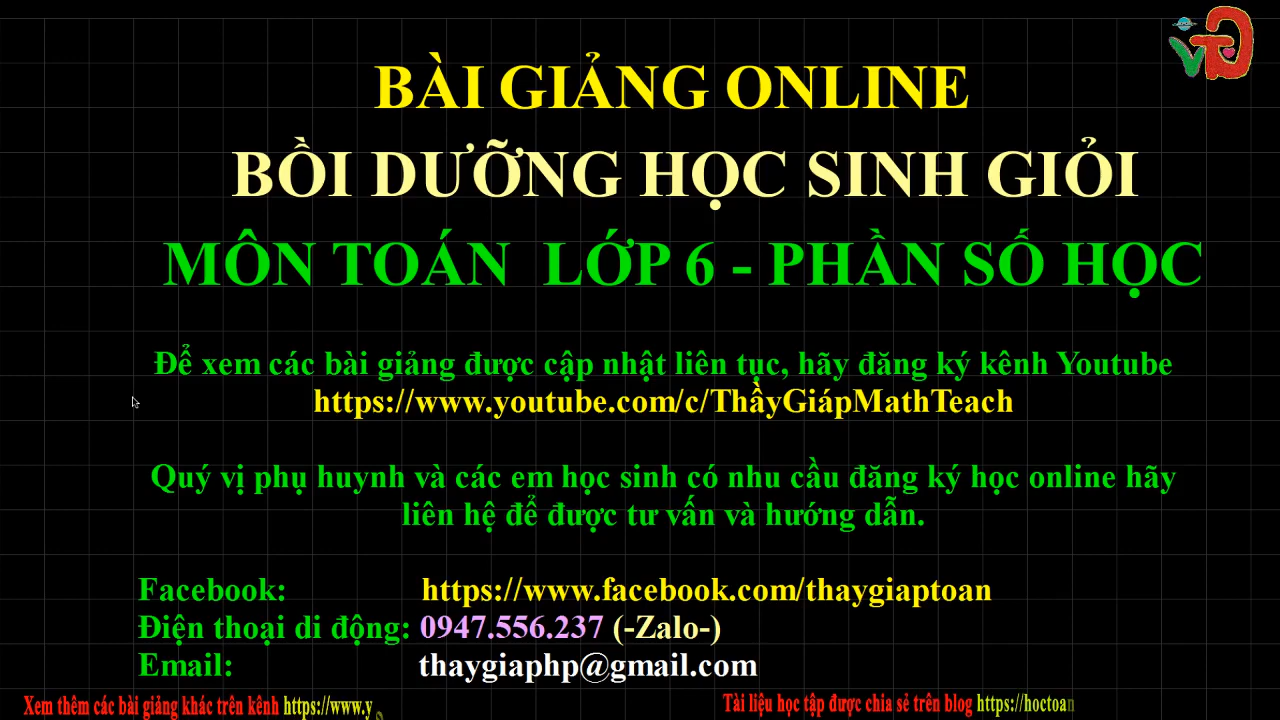 BÀI GIẢNG ONLINE
BỒI DƯỠNG HỌC SINH GIỎI
MÔN TOÁN LỚP 6 - PHẦN SỐ HỌC
Để xem các bài giảng được cập nhật liên tục, hãy đăng ký kênh Youtube
https://www.youtube.com/c/ThầyGiápMathTeach
Quý vị phụ huynh và các em học sinh có nhu cầu đăng ký học online hãy
liên hệ để được tư vấn và hướng dẫn.
Facebook: https://www.facebook.com/thaygiaptoan
Điện thoại di động: 0947.556.237 (-Zalo-)
Email: thaygiaphp@gmail.com
Xem thêm các bài giảng khác trên kênh https://www.y
Tài liệu học tập được chia sẻ trên blog https://hoctoan